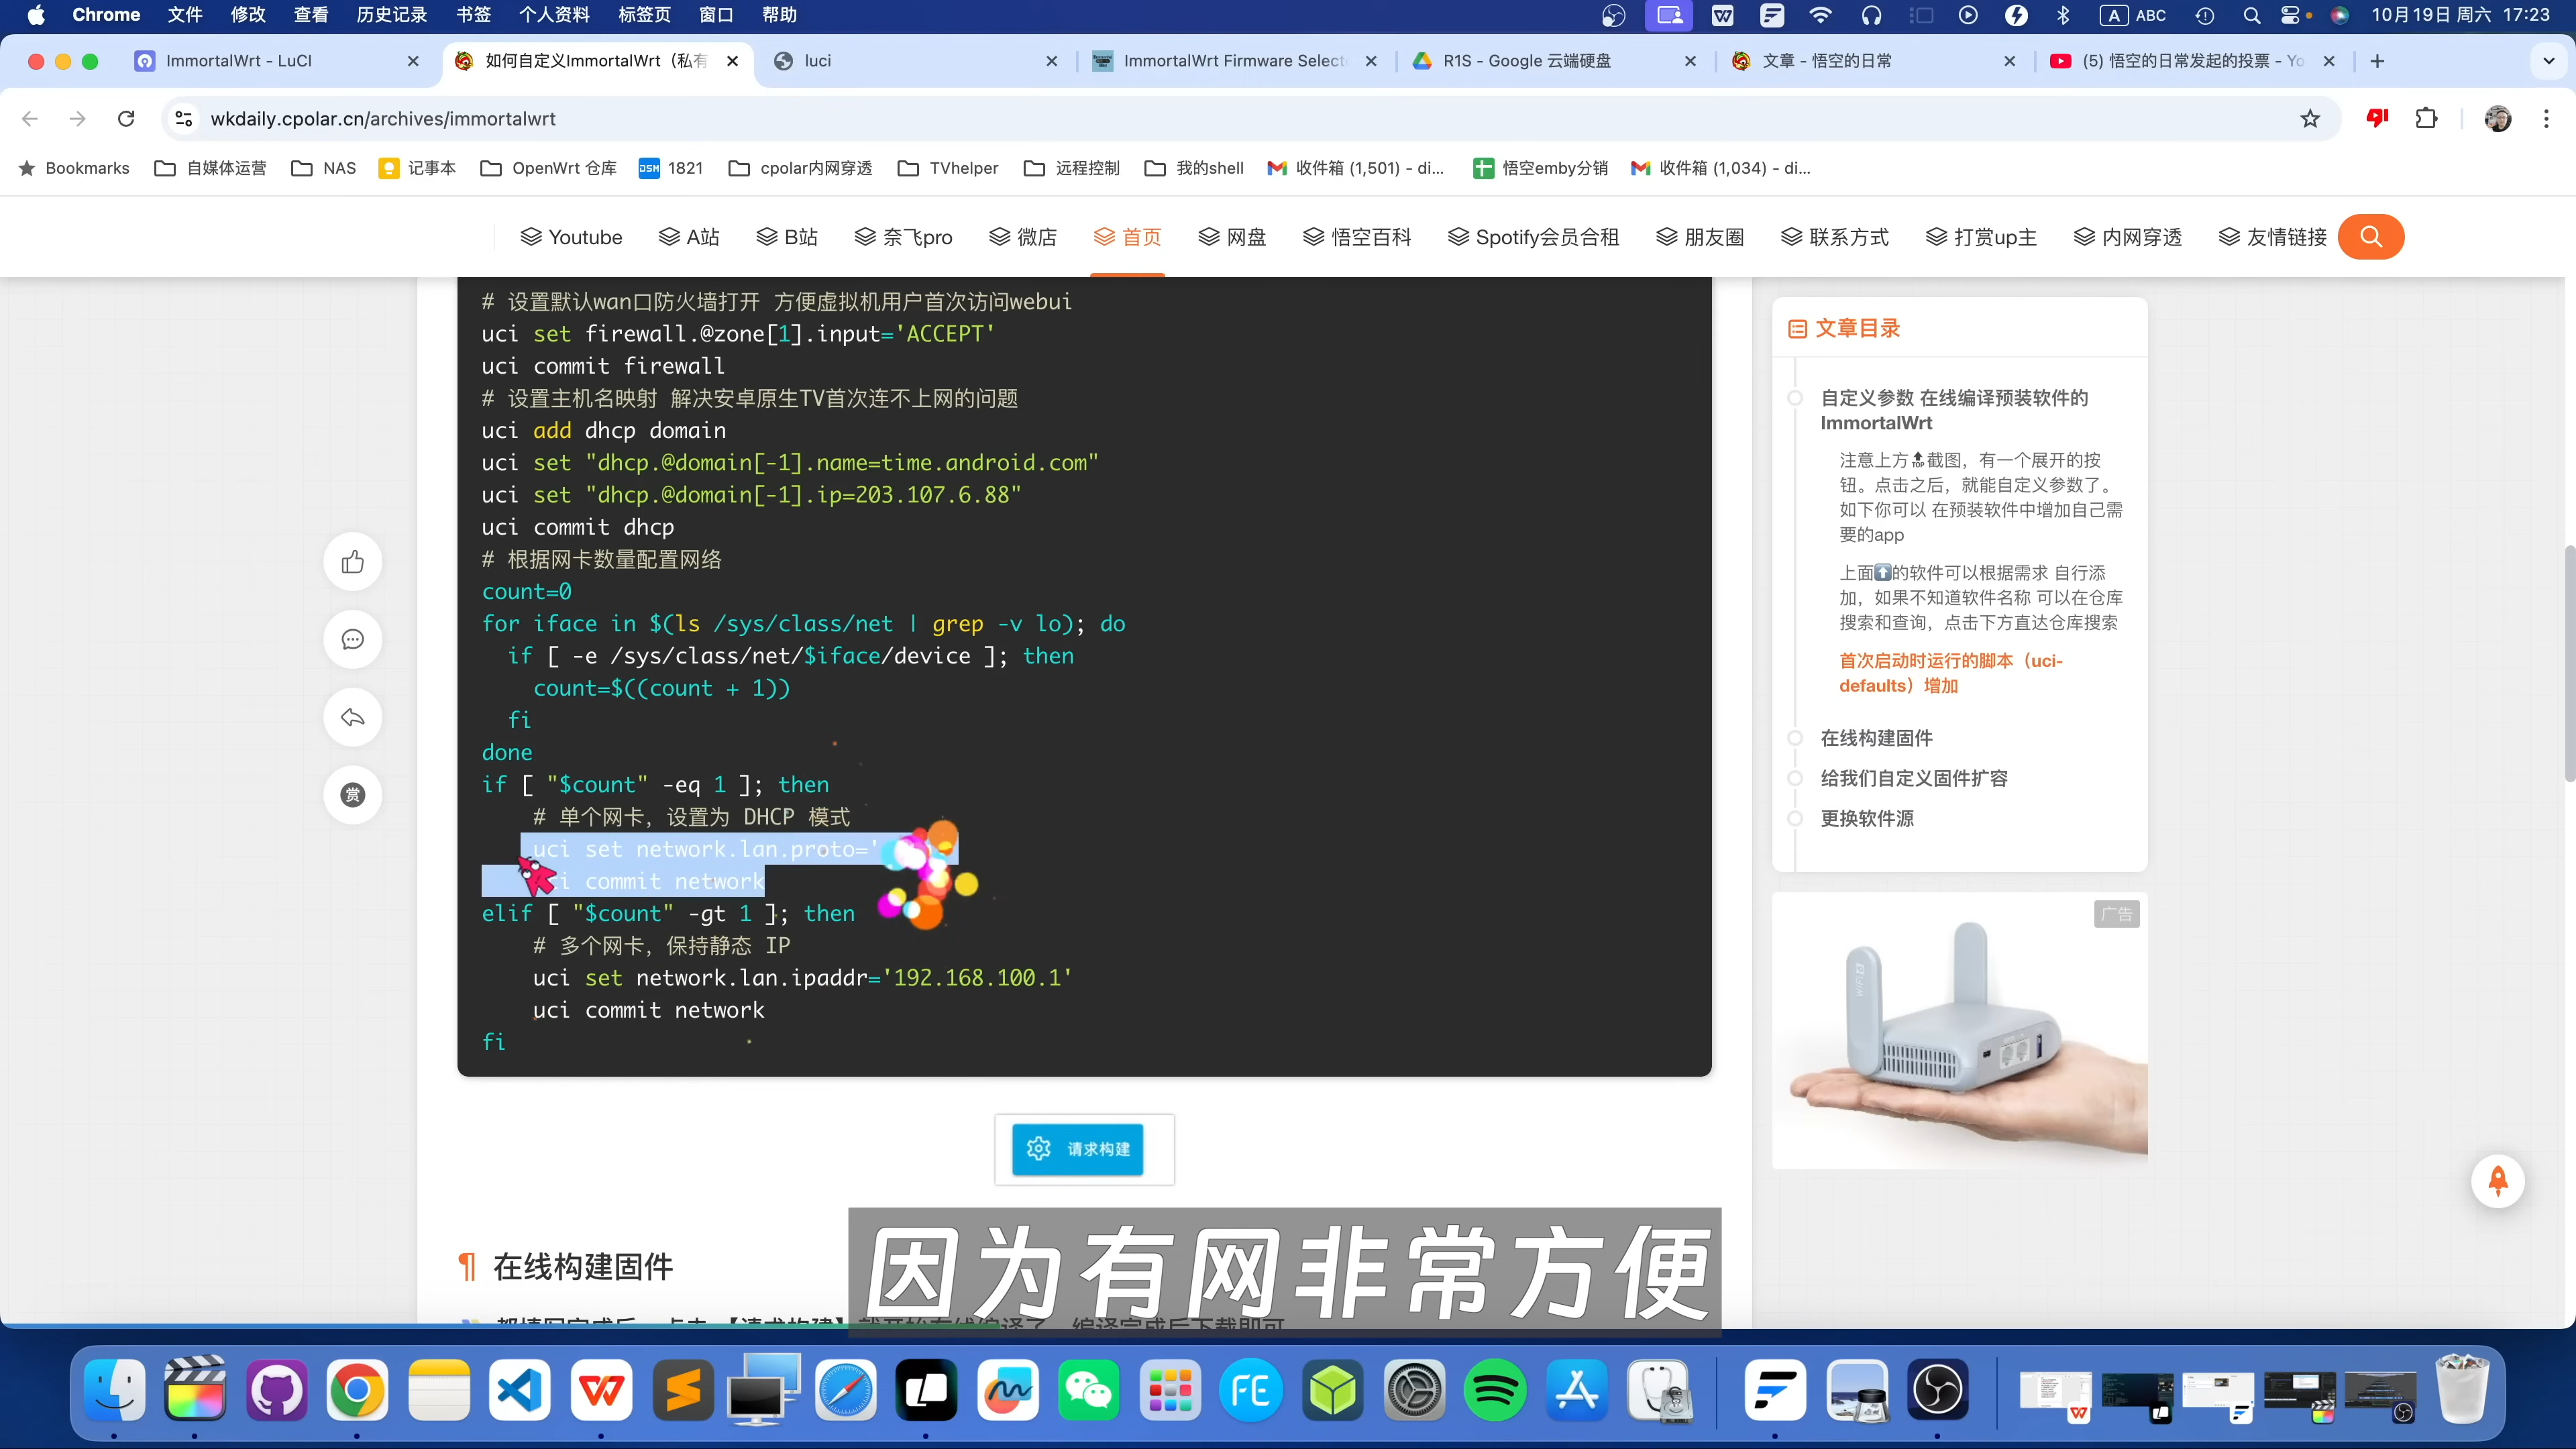 Chrome 文件 修改 查看 历史记录 书签 个人资料 标签页 窗口 帮助
A ABC 10月19日 周六 17:23
ImmortalWrt - LuCI
如何自定义ImmortalWrt（私有
luci
ImmortalWrt Firmware Select
R1S - Google 云端硬盘
文章 - 悟空的日常
(5) 悟空的日常发起的投票 - Yo
wkdaily.cpolar.cn/archives/immortalwrt
Bookmarks 自媒体运营 NAS 记事本 OpenWrt 仓库 DSM 1821 cpolar内网穿透 TVhelper 远程控制 我的shell 收件箱 (1,501) - di... 悟空emby分销 收件箱 (1,034) - di...
Youtube A站 B站 奈飞pro 微店 首页 网盘 悟空百科 Spotify会员合租 朋友圈 联系方式 打赏up主 内网穿透 友情链接
# 设置默认wan口防火墙打开 方便虚拟机用户首次访问webui
uci set firewall.@zone[1].input='ACCEPT'
uci commit firewall
# 设置主机名映射 解决安卓原生TV首次连不上网的问题
uci add dhcp domain
uci set "dhcp.@domain[-1].name=time.android.com"
uci set "dhcp.@domain[-1].ip=203.107.6.88"
uci commit dhcp
# 根据网卡数量配置网络
count=0
for iface in $(ls /sys/class/net | grep -v lo); do
if [ -e /sys/class/net/$iface/device ]; then
count=$((count + 1))
fi
done
if [ "$count" -eq 1 ]; then
# 单个网卡，设置为 DHCP 模式
uci set network.lan.proto='
commit network
elif [ "$count" -gt 1 ]; then
# 多个网卡，保持静态 IP
uci set network.lan.ipaddr='192.168.100.1'
uci commit network
fi
赏
请求构建
¶ 在线构建固件
因为有网非常方便
文章目录
自定义参数 在线编译预装软件的
ImmortalWrt
注意上方🔝截图，有一个展开的按
钮。点击之后，就能自定义参数了。
如下你可以 在预装软件中增加自己需
要的app
上面⬆️的软件可以根据需求 自行添
加，如果不知道软件名称 可以在仓库
搜索和查询，点击下方直达仓库搜索
首次启动时运行的脚本（uci-
defaults）增加
在线构建固件
给我们自定义固件扩容
更换软件源
广告